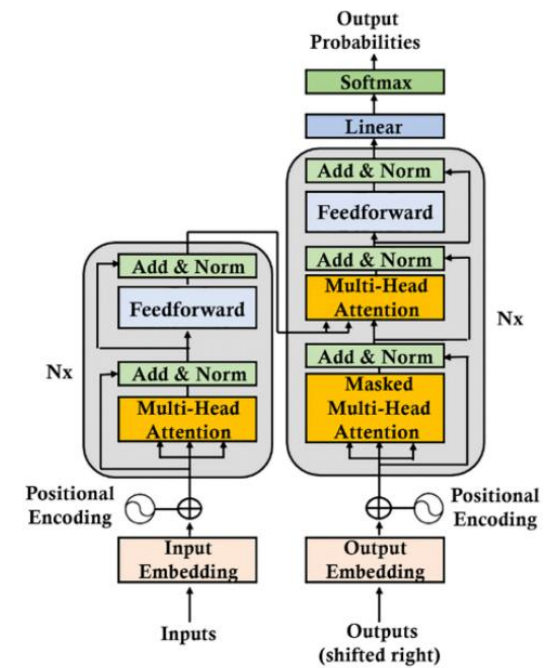 Output
Probabilities
Softmax
Linear
Add & Norm
Feedforward
Add & Norm
Multi-Head
Attention
Add & Norm
Masked
Multi-Head
Attention
Nx
Add & Norm
Feedforward
Add & Norm
Multi-Head
Attention
Nx
Positional
Encoding
Positional
Encoding
Input
Embedding
Output
Embedding
Inputs
Outputs
(shifted right)